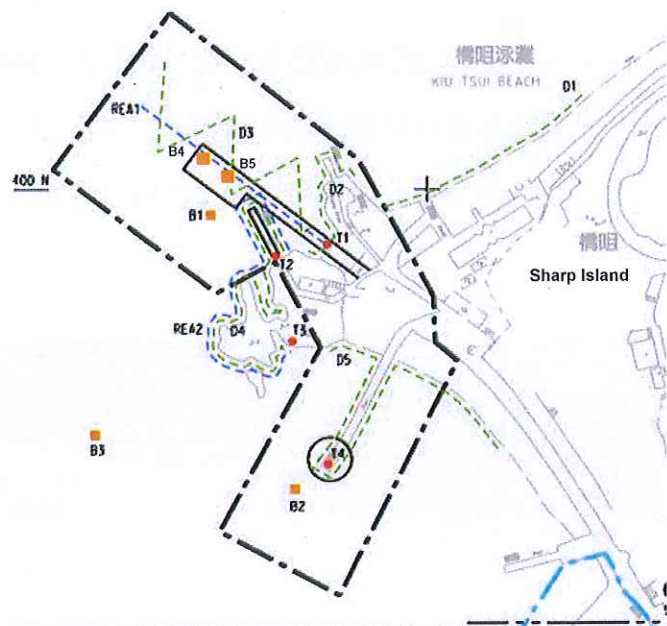 橋咀泳灘
KIU TSUI BEACH
D1
REA1
D3
B4
B5
400 N
D2
B1
T1
橋咀
T2
Sharp Island
REA2
D4
T3
D5
B3
T4
B2